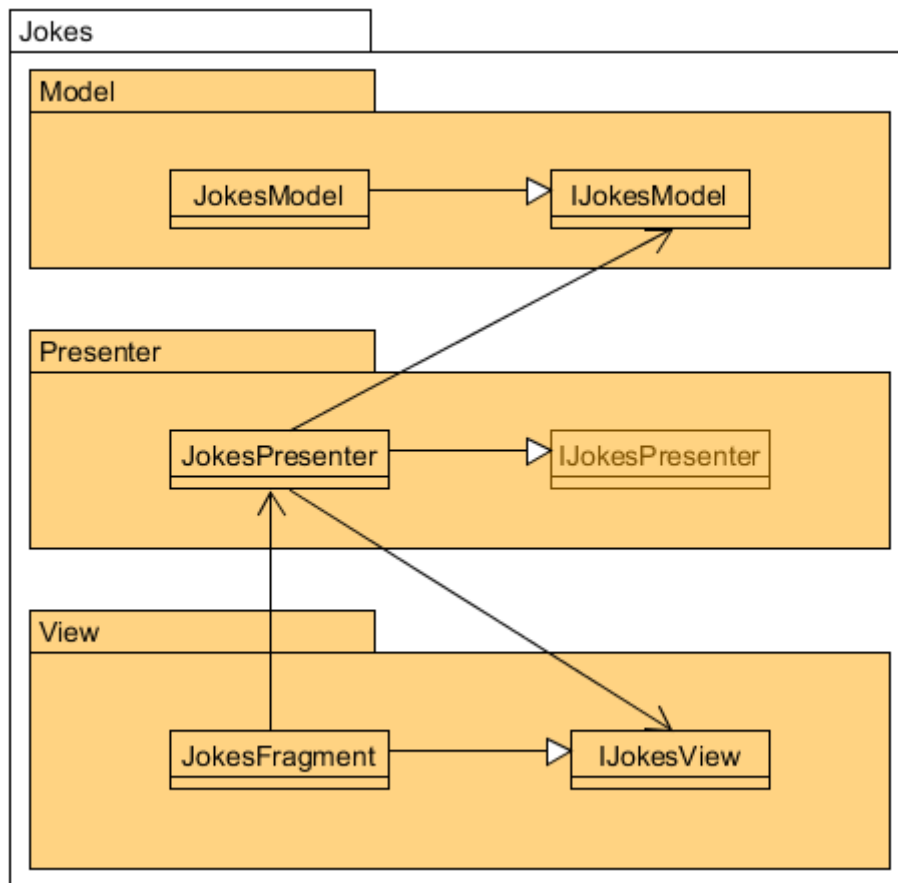 Jokes
Model
JokesModel
IJokesModel
Presenter
JokesPresenter
IJokesPresenter
View
JokesFragment
IJokesView